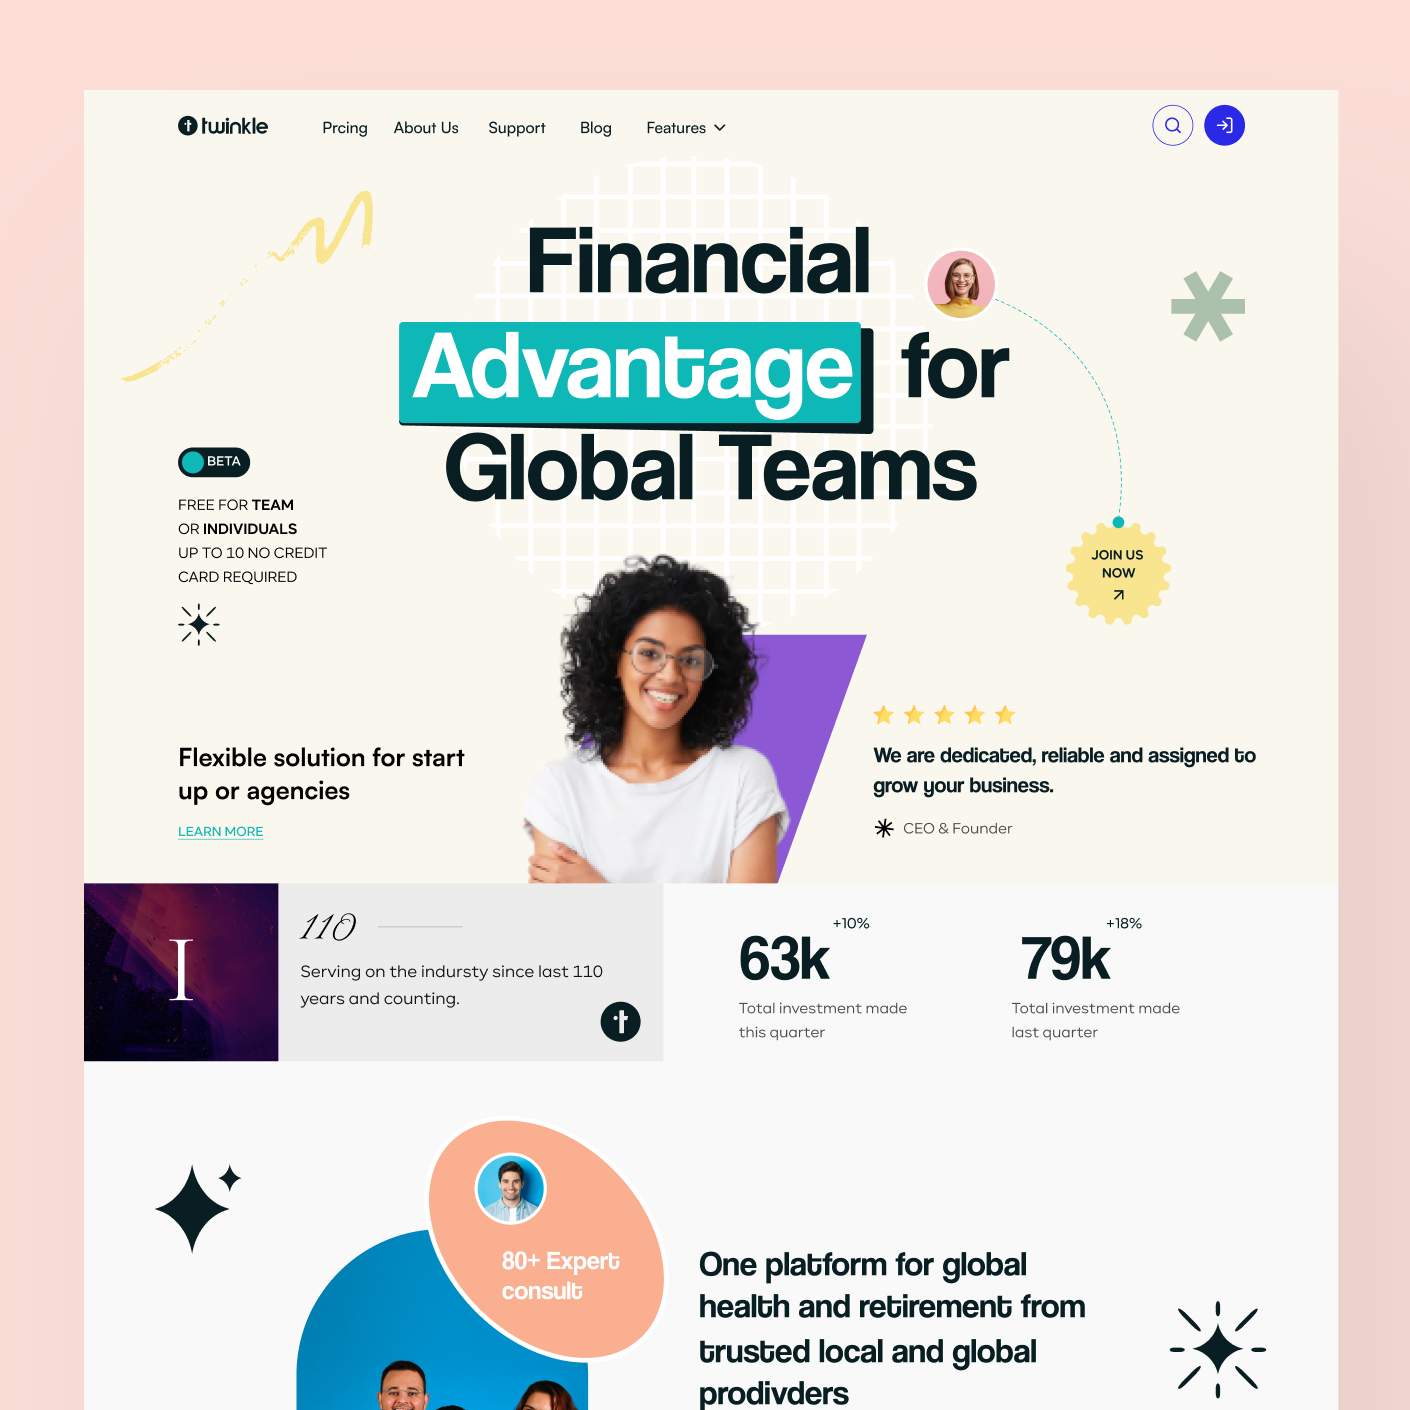 twinkle
Prcing
About Us
Support
Blog
Features
Financial
Advantage for
Global Teams
BETA
FREE FOR TEAM
OR INDIVIDUALS
UP TO 10 NO CREDIT
CARD REQUIRED
JOIN US
NOW
Flexible solution for start
up or agencies
LEARN MORE
We are dedicated, reliable and assigned to
grow your business.
CEO & Founder
I
110
Serving on the indursty since last 110
years and counting.
63k
+10%
Total investment made
this quarter
79k
+18%
Total investment made
last quarter
80+ Expert
consult
One platform for global
health and retirement from
trusted local and global
prodivders